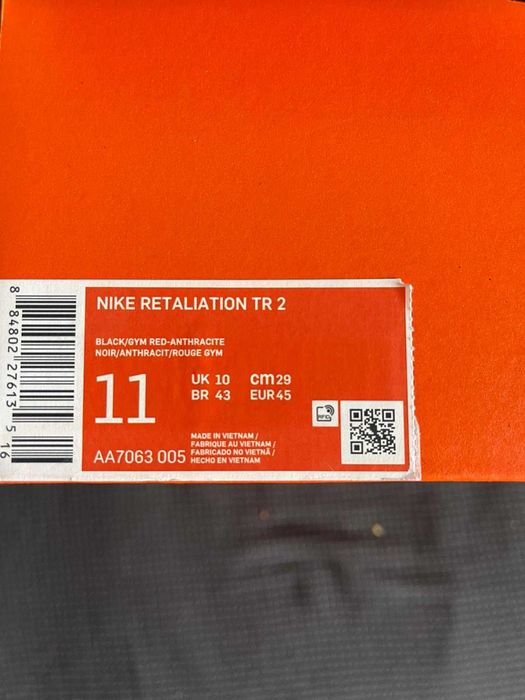 NIKE RETALIATION TR 2
BLACK/GYM RED-ANTHRACITE
NOIR/ANTHRACIT/ROUGE GYM
11
UK 10 cm 29
BR 43 EUR 45
RFID
MADE IN VIETNAM /
FABRIQUE AU VIETNAM /
FABRICADO NO VIETNÃ /
HECHO EN VIETNAM
AA7063 005
8 84802 27613 5 16